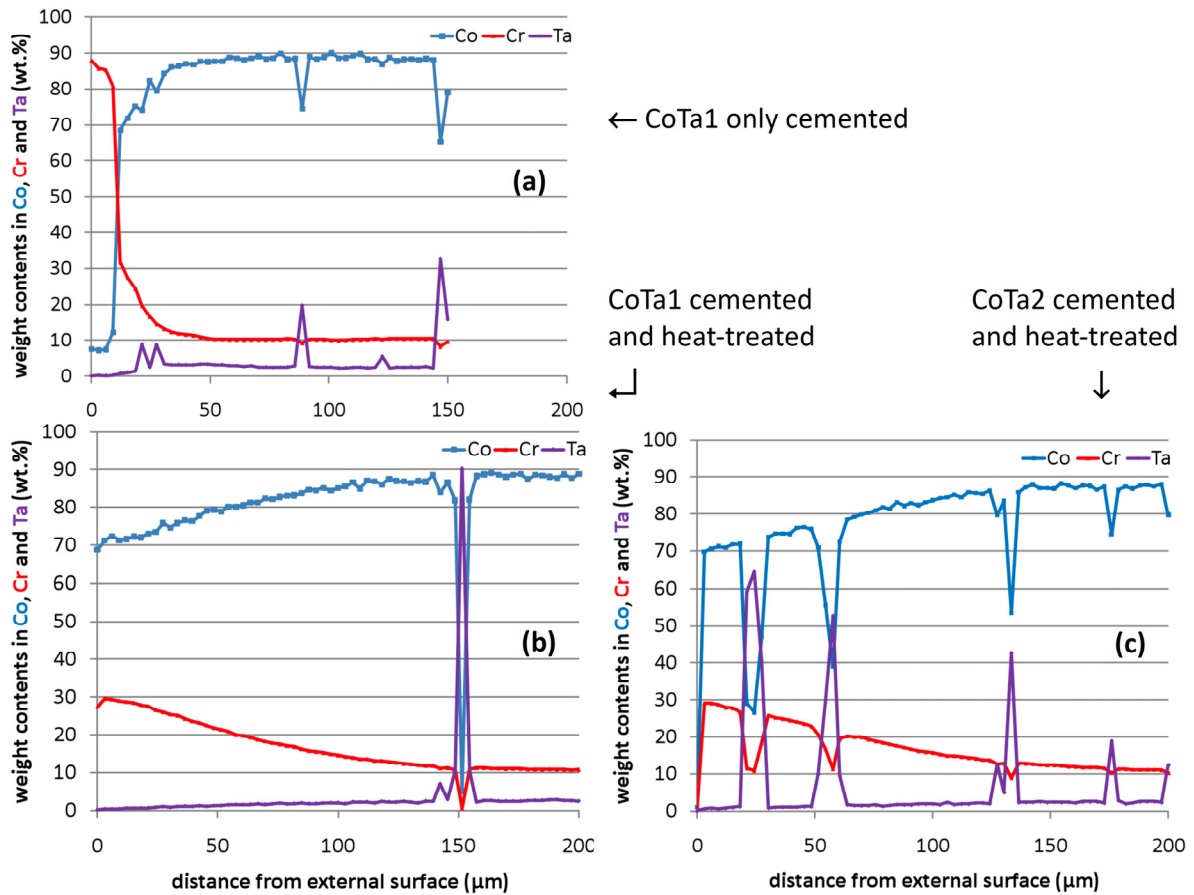 100
90
80
70
60
50
40
30
20
10
0
weight contents in Co, Cr and Ta (wt.%)
Co Cr Ta
(a)
0 50 100 150 200
← CoTa1 only cemented
CoTa1 cemented
and heat-treated
CoTa2 cemented
and heat-treated
100
90
80
70
60
50
40
30
20
10
0
weight contents in Co, Cr and Ta (wt.%)
Co Cr Ta
(b)
0 50 100 150 200
distance from external surface (µm)
100
90
80
70
60
50
40
30
20
10
0
weight contents in Co, Cr and Ta (wt.%)
Co Cr Ta
(c)
0 50 100 150 200
distance from external surface (µm)